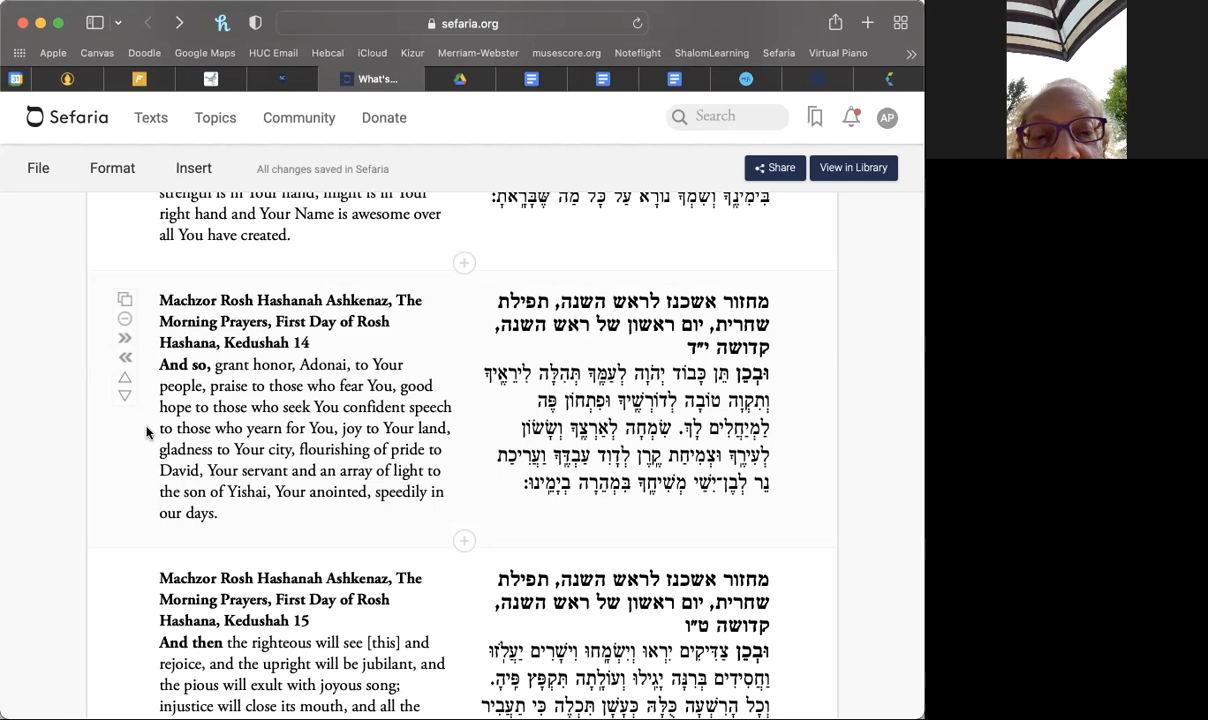 sefaria.org
Apple Canvas Doodle Google Maps HUC Email Hebcal iCloud Kizur Merriam-Webster musescore.org Noteflight ShalomLearning Sefaria Virtual Piano
What's...
Sefaria Texts Topics Community Donate Search AP
File Format Insert All changes saved in Sefaria Share View in Library
strength is in Your hand, might is in Your
right hand and Your Name is awesome over
all You have created.
בִּימִינֶֽךָ וְשִׁמְךָ נוֹרָא עַל כָּל מַה שֶּׁבָּרָֽאתָ:
Machzor Rosh Hashanah Ashkenaz, The
Morning Prayers, First Day of Rosh
Hashana, Kedushah 14
And so, grant honor, Adonai, to Your
people, praise to those who fear You, good
hope to those who seek You confident speech
to those who yearn for You, joy to Your land,
gladness to Your city, flourishing of pride to
David, Your servant and an array of light to
the son of Yishai, Your anointed, speedily in
our days.
מחזור אשכנז לראש השנה, תפילת
שחרית, יום ראשון של ראש השנה,
קדושה י״ד
וּבְכֵן תֵּן כָּבוֹד יְהֹוָה לְעַמֶּֽךָ תְּהִלָּה לִירֵאֶֽיךָ
וְתִקְוָה טוֹבָה לְדוֹרְשֶֽׁיךָ וּפִתְחוֹן פֶּה
לַמְיַחֲלִים לָךְ. שִׂמְחָה לְאַרְצֶֽךָ וְשָׂשׂוֹן
לְעִירֶֽךָ וּצְמִיחַת קֶֽרֶן לְדָוִד עַבְדֶּֽךָ וַעֲרִיכַת
נֵר לְבֶן־יִשַׁי מְשִׁיחֶֽךָ בִּמְהֵרָה בְיָמֵֽינוּ:
Machzor Rosh Hashanah Ashkenaz, The
Morning Prayers, First Day of Rosh
Hashana, Kedushah 15
And then the righteous will see [this] and
rejoice, and the upright will be jubilant, and
the pious will exult with joyous song;
injustice will close its mouth, and all the
מחזור אשכנז לראש השנה, תפילת
שחרית, יום ראשון של ראש השנה,
קדושה ט״ו
וּבְכֵן צַדִּיקִים יִרְאוּ וְיִשְׂמָֽחוּ וִישָׁרִים יַעֲלֹֽזוּ
וַחֲסִידִים בְּרִנָּה יָגִֽילוּ וְעוֹלָֽתָה תִּקְפָּץ פִּֽיהָ.
וְכָל הָרִשְׁעָה כֻּלָּהּ כְּעָשָׁן תִּכְלֶה כִּי תַעֲבִיר